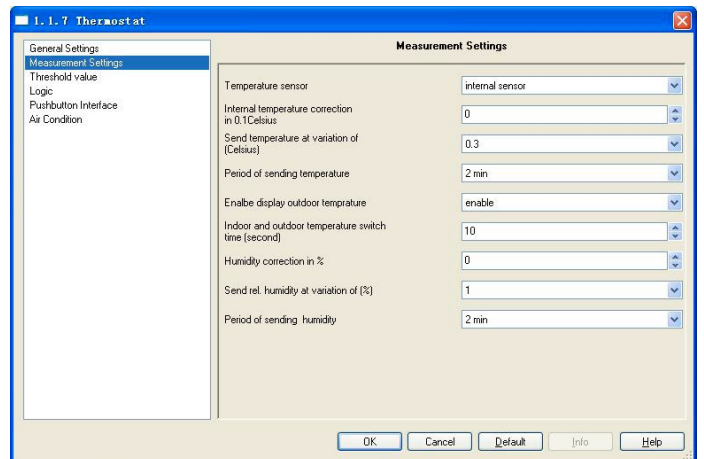 1.1.7 Thermostat
General Settings
Measurement Settings
Threshold value
Logic
Pushbutton Interface
Air Condition
Measurement Settings
Temperature sensor
internal sensor
Internal temperature correction
in 0.1Celsius
0
Send temperature at variation of
(Celsius)
0.3
Period of sending temperature
2 min
Enalbe display outdoor temprature
enable
Indoor and outdoor temperature switch
time (second)
10
Humidity correction in %
0
Send rel. humidity at variation of (%)
1
Period of sending humidity
2 min
OK
Cancel
Default
Info
Help